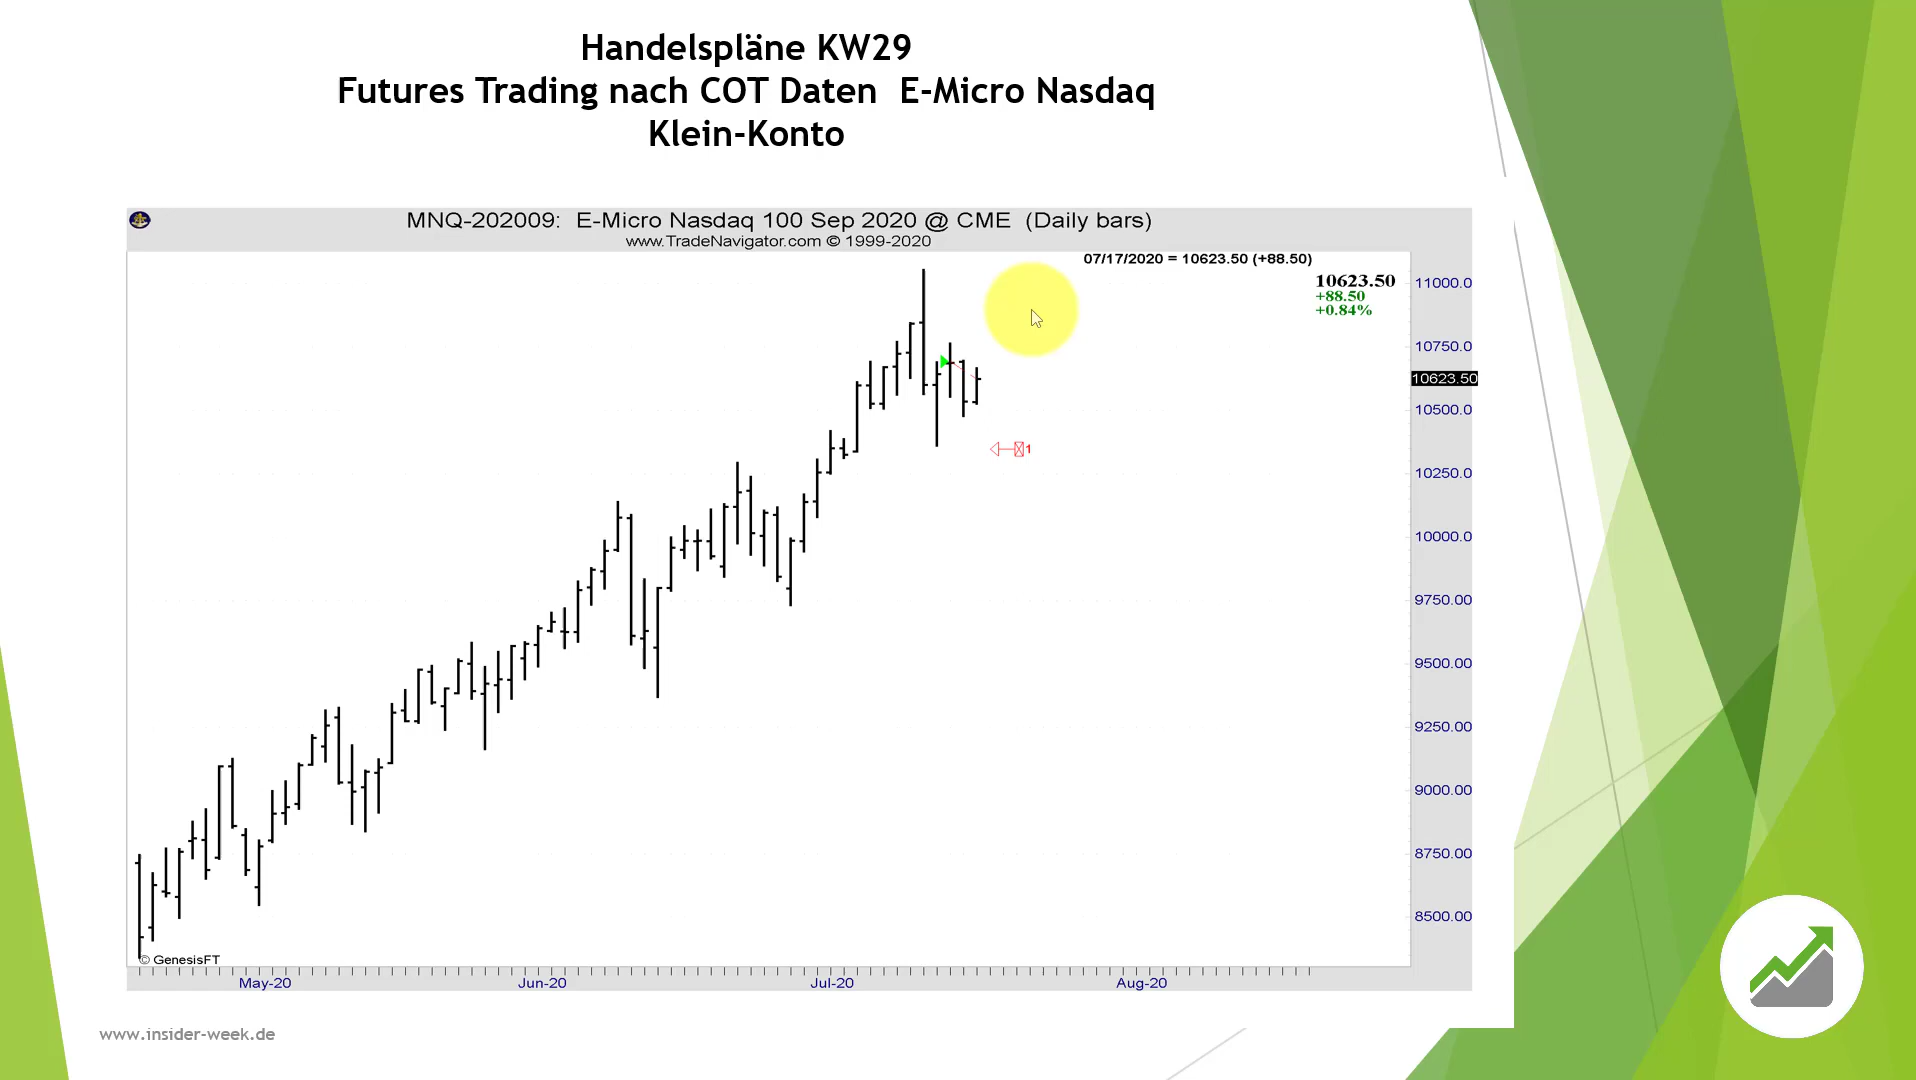 Handelspläne KW29
Futures Trading nach COT Daten E-Micro Nasdaq
Klein-Konto
MNQ-202009: E-Micro Nasdaq 100 Sep 2020 @ CME (Daily bars)
www.TradeNavigator.com © 1999-2020
07/17/2020 = 10623.50 (+88.50)
10623.50
+88.50
+0.84%
11000.0
10750.0
10623.50
10500.0
1
10250.0
10000.0
9750.00
9500.00
9250.00
9000.00
8750.00
8500.00
© GenesisFT
May-20 Jun-20 Jul-20 Aug-20
www.insider-week.de